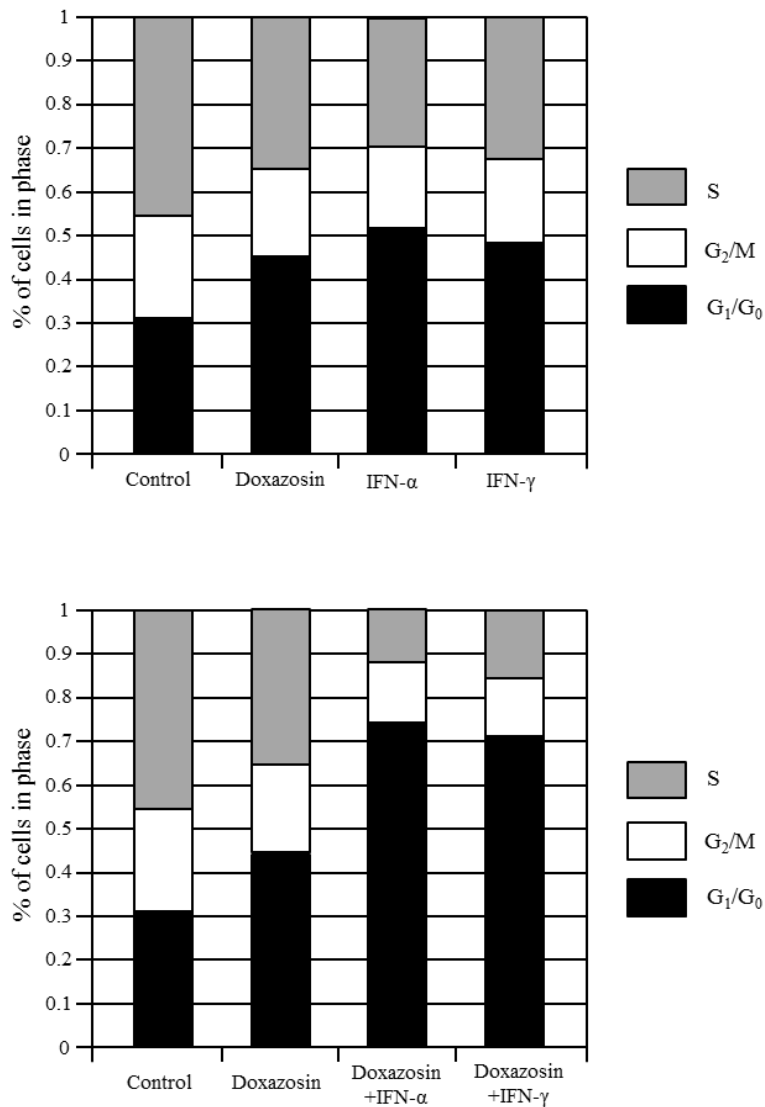 % of cells in phase
1
0.9
0.8
0.7
0.6
0.5
0.4
0.3
0.2
0.1
0
Control Doxazosin IFN-α IFN-γ
S
G₂/M
G₁/G₀
% of cells in phase
1
0.9
0.8
0.7
0.6
0.5
0.4
0.3
0.2
0.1
0
Control Doxazosin Doxazosin Doxazosin
+IFN-α +IFN-γ
S
G₂/M
G₁/G₀